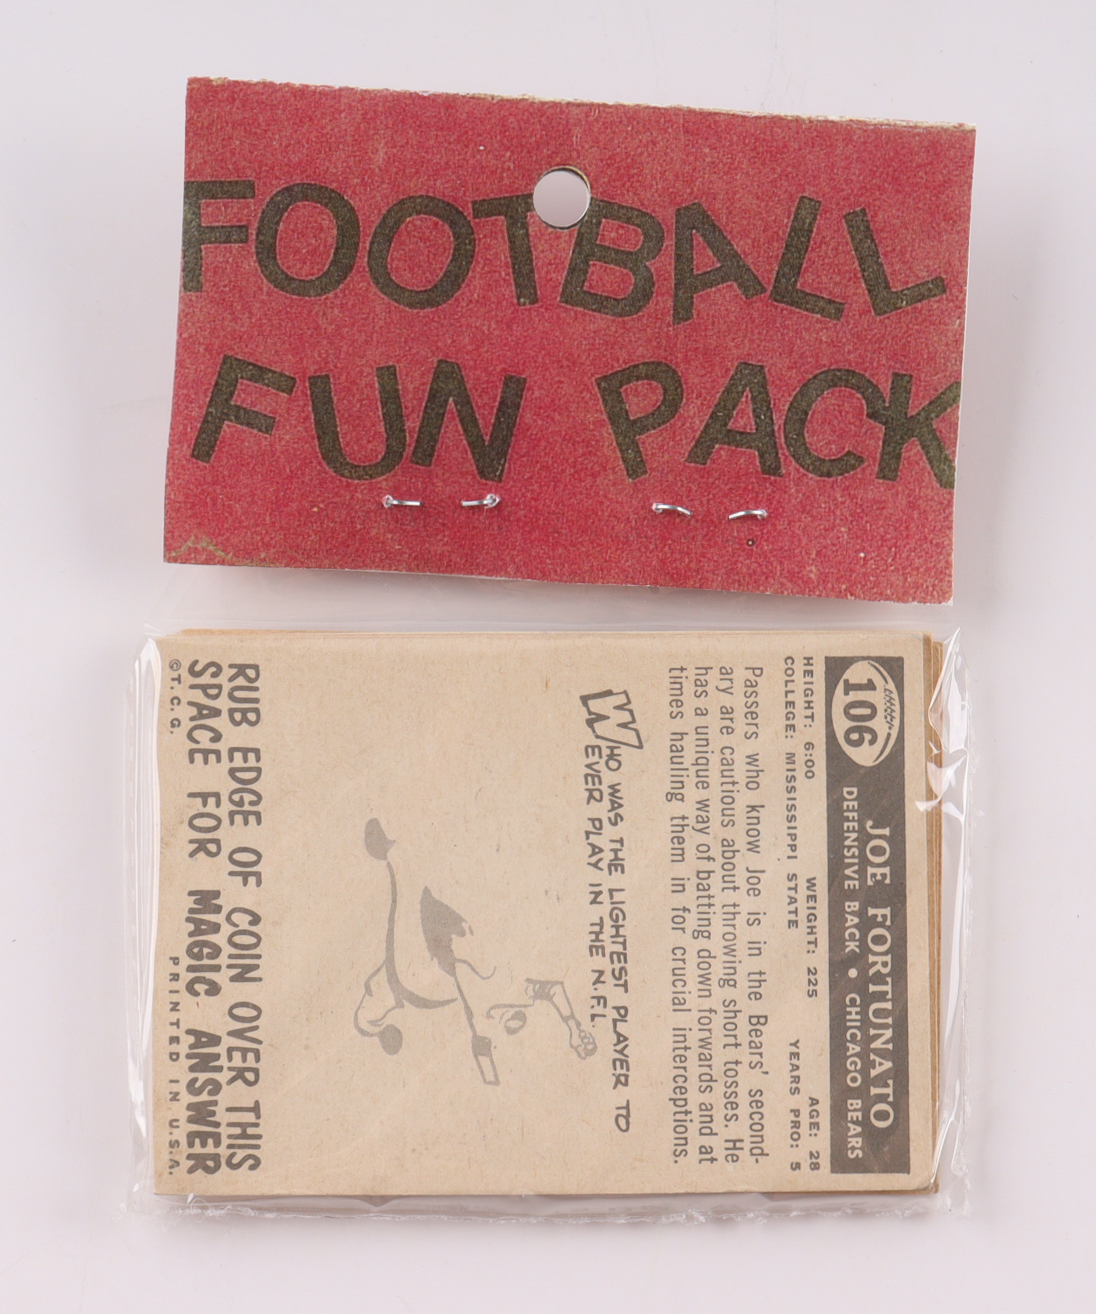 FOOTBALL
FUN PACK
106
JOE FORTUNATO
DEFENSIVE BACK • CHICAGO BEARS
HEIGHT: 6:00 WEIGHT: 225 AGE: 28
COLLEGE: MISSISSIPPI STATE YEARS PRO: 5
Passers who know Joe is in the Bears' second-
ary are cautious about throwing short tosses. He
has a unique way of batting down forwards and at
times hauling them in for crucial interceptions.
WHO WAS THE LIGHTEST PLAYER TO
EVER PLAY IN THE N.F.L.
RUB EDGE OF COIN OVER THIS
SPACE FOR MAGIC ANSWER
©T.C.G. PRINTED IN U.S.A.